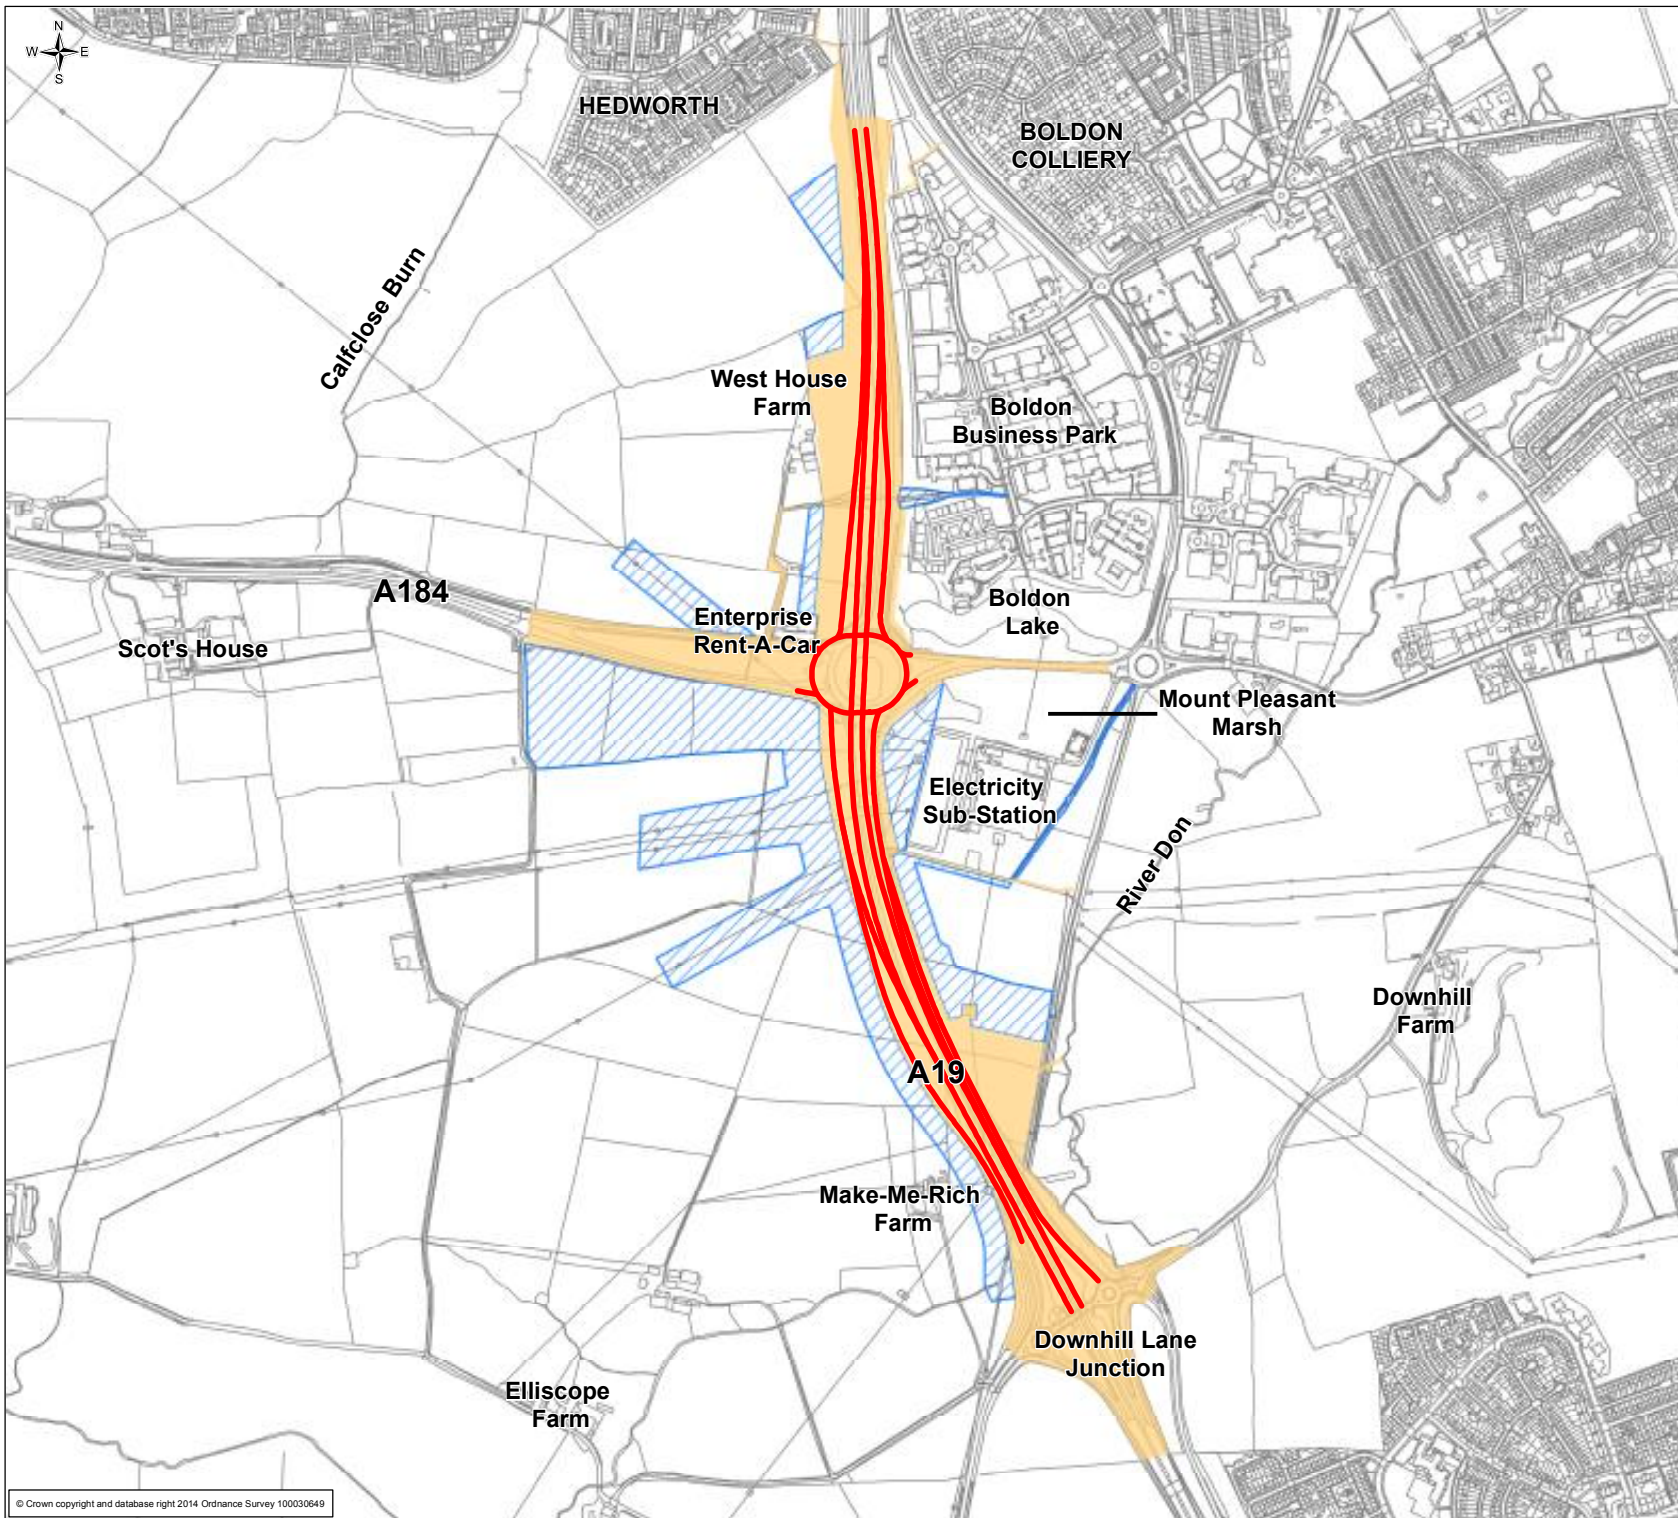 N
W E
S
HEDWORTH
BOLDON
COLLIERY
Calfclose Burn
West House
Farm
Boldon
Business Park
A184
Enterprise
Rent-A-Car
Boldon
Lake
Scot's House
Mount Pleasant
Marsh
Electricity
Sub-Station
River Don
Downhill
Farm
A19
Make-Me-Rich
Farm
Downhill Lane
Junction
Elliscope
Farm
© Crown copyright and database right 2014 Ordnance Survey 100030649